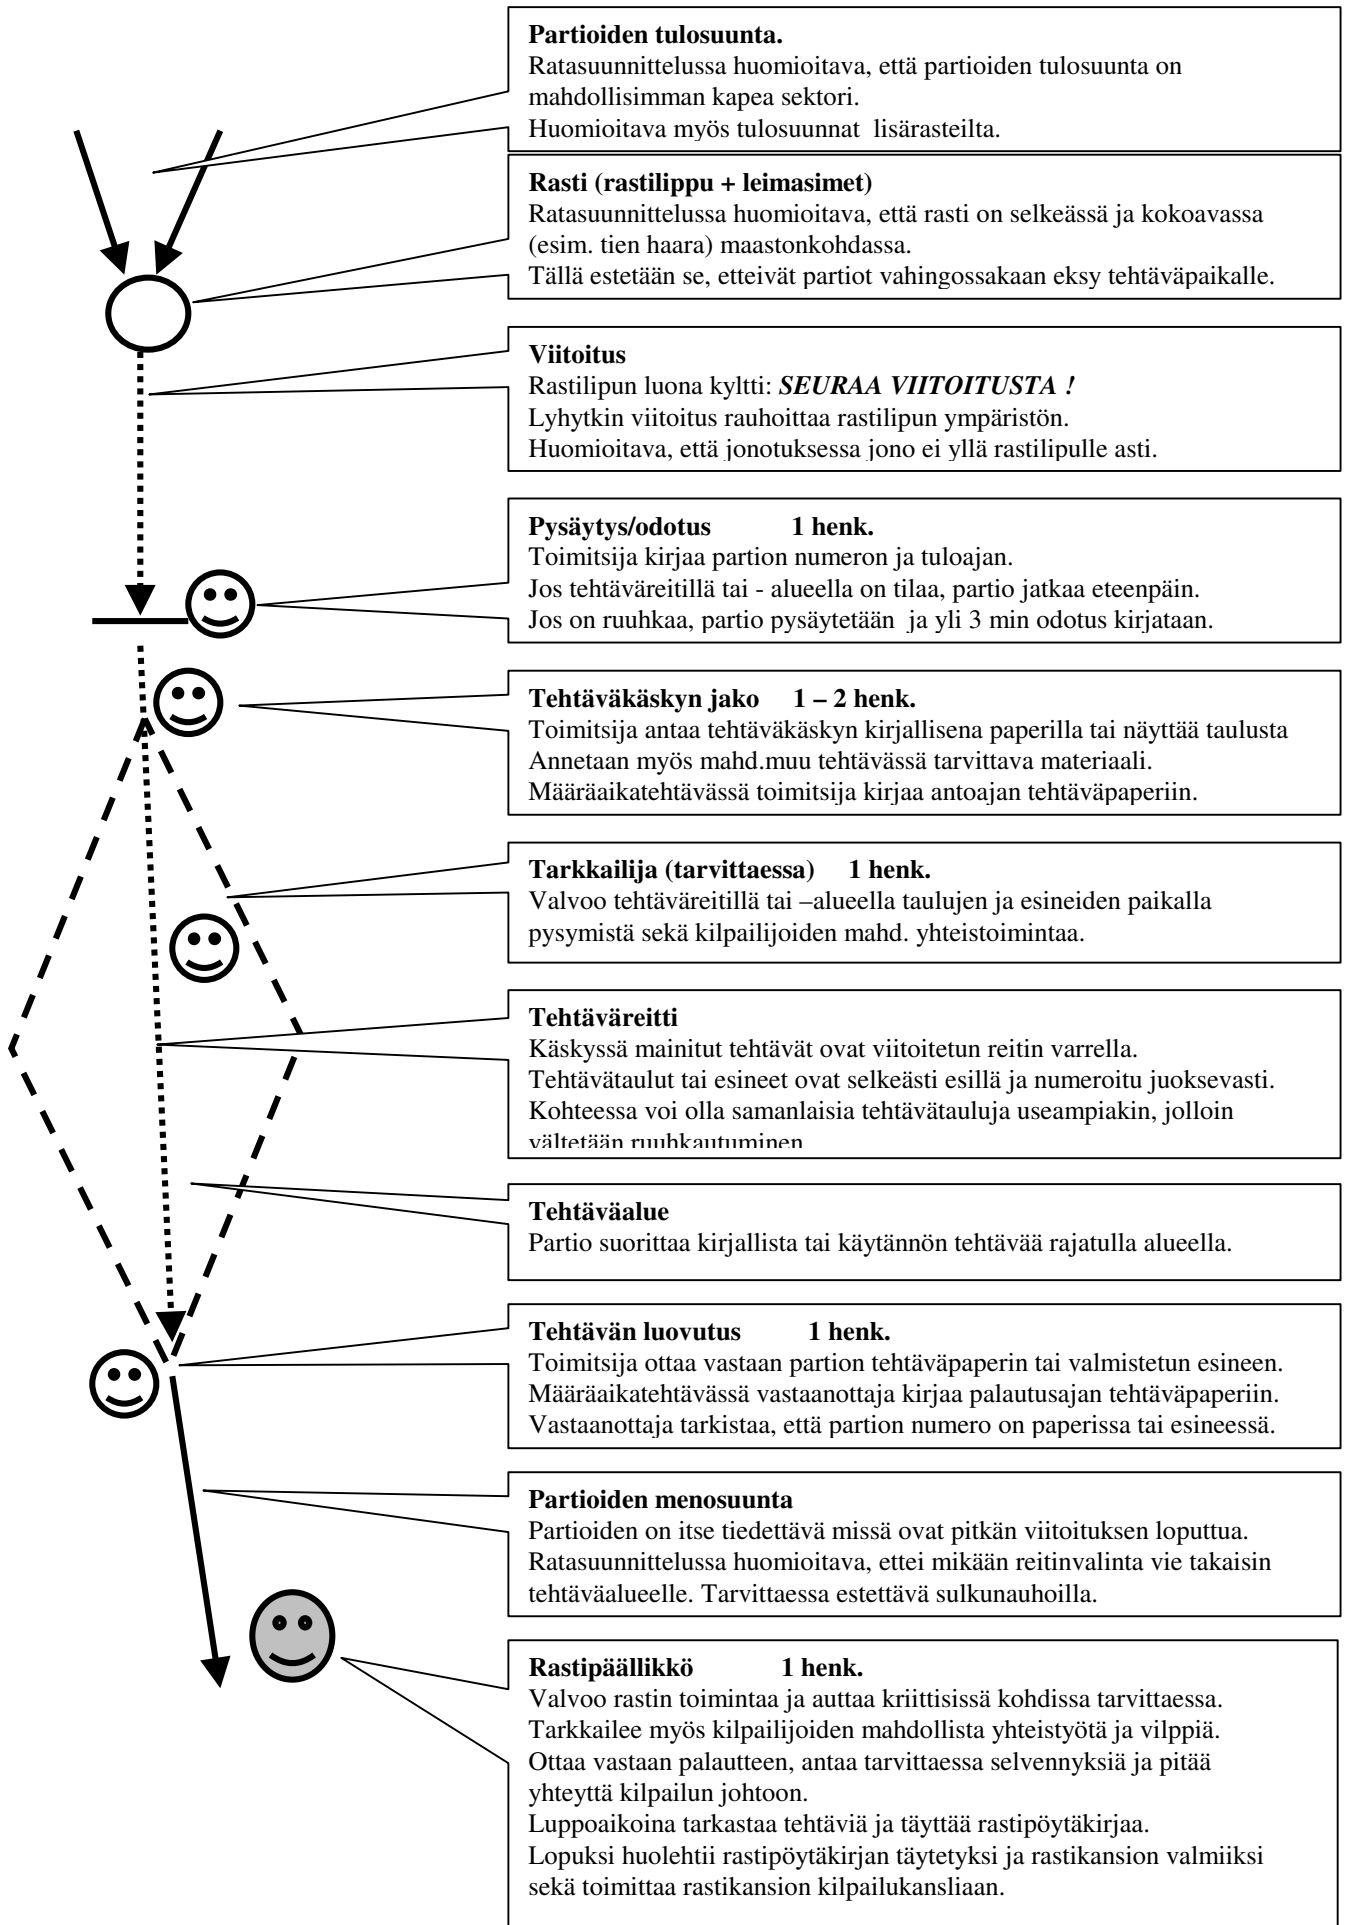 Partioiden tulosuunta.
Ratasuunnittelussa huomioitava, että partioiden tulosuunta on
mahdollisimman kapea sektori.
Huomioitava myös tulosuunnat lisärasteilta.
Rasti (rastilippu + leimasimet)
Ratasuunnittelussa huomioitava, että rasti on selkeässä ja kokoavassa
(esim. tien haara) maastonkohdassa.
Tällä estetään se, etteivät partiot vahingossakaan eksy tehtäväpaikalle.
Viitoitus
Rastilipun luona kyltti: SEURAA VIITOITUSTA !
Lyhytkin viitoitus rauhoittaa rastilipun ympäristön.
Huomioitava, että jonotuksessa jono ei yllä rastilipulle asti.
Pysäytys/odotus 1 henk.
Toimitsija kirjaa partion numeron ja tuloajan.
Jos tehtäväreitillä tai - alueella on tilaa, partio jatkaa eteenpäin.
Jos on ruuhkaa, partio pysäytetään ja yli 3 min odotus kirjataan.
Tehtäväkäskyn jako 1 – 2 henk.
Toimitsija antaa tehtäväkäskyn kirjallisena paperilla tai näyttää taulusta
Annetaan myös mahd.muu tehtävässä tarvittava materiaali.
Määräaikatehtävässä toimitsija kirjaa antoajan tehtäväpaperiin.
Tarkkailija (tarvittaessa) 1 henk.
Valvoo tehtäväreitillä tai –alueella taulujen ja esineiden paikalla
pysymistä sekä kilpailijoiden mahd. yhteistoimintaa.
Tehtäväreitti
Käskyssä mainitut tehtävät ovat viitoitetun reitin varrella.
Tehtävätaulut tai esineet ovat selkeästi esillä ja numeroitu juoksevasti.
Kohteessa voi olla samanlaisia tehtävätauluja useampiakin, jolloin
vältetään ruuhkautuminen
Tehtäväalue
Partio suorittaa kirjallista tai käytännön tehtävää rajatulla alueella.
Tehtävän luovutus 1 henk.
Toimitsija ottaa vastaan partion tehtäväpaperin tai valmistetun esineen.
Määräaikatehtävässä vastaanottaja kirjaa palautusajan tehtäväpaperiin.
Vastaanottaja tarkistaa, että partion numero on paperissa tai esineessä.
Partioiden menosuunta
Partioiden on itse tiedettävä missä ovat pitkän viitoituksen loputtua.
Ratasuunnittelussa huomioitava, ettei mikään reitinvalinta vie takaisin
tehtäväalueelle. Tarvittaessa estettävä sulkunauhoilla.
Rastipäällikkö 1 henk.
Valvoo rastin toimintaa ja auttaa kriittisissä kohdissa tarvittaessa.
Tarkkailee myös kilpailijoiden mahdollista yhteistyötä ja vilppiä.
Ottaa vastaan palautteen, antaa tarvittaessa selvennyksiä ja pitää
yhteyttä kilpailun johtoon.
Luppoaikoina tarkastaa tehtäviä ja täyttää rastipöytäkirjaa.
Lopuksi huolehtii rastipöytäkirjan täytetyksi ja rastikansion valmiiksi
sekä toimittaa rastikansion kilpailukansliaan.